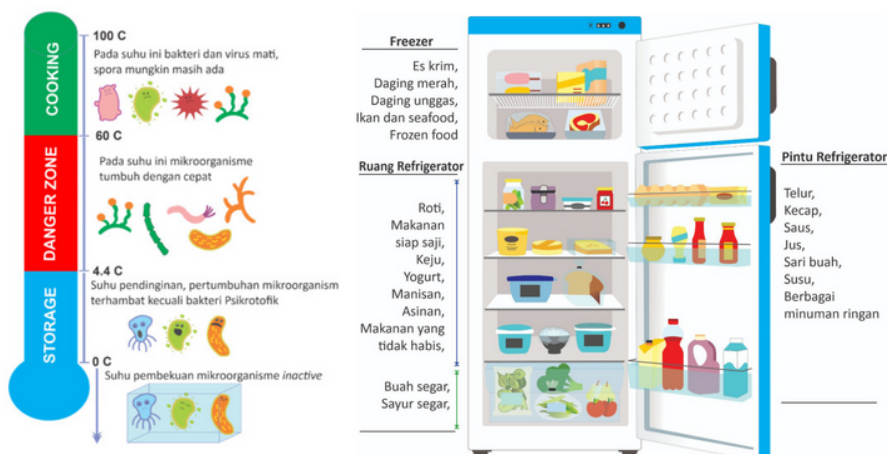 100 C
COOKING
Pada suhu ini bakteri dan virus mati,
spora mungkin masih ada
60 C
DANGER ZONE
Pada suhu ini mikroorganisme
tumbuh dengan cepat
4.4 C
STORAGE
Suhu pendinginan, pertumbuhan mikroorganism
terhambat kecuali bakteri Psikrotofik
0 C
Suhu pembekuan mikroorganisme inactive
Freezer
Es krim,
Daging merah,
Daging unggas,
Ikan dan seafood,
Frozen food
Ruang Refrigerator
Roti,
Makanan
siap saji,
Keju,
Yogurt,
Manisan,
Asinan,
Makanan yang
tidak habis,
Buah segar,
Sayur segar,
Pintu Refrigerator
Telur,
Kecap,
Saus,
Jus,
Sari buah,
Susu,
Berbagai
minuman ringan